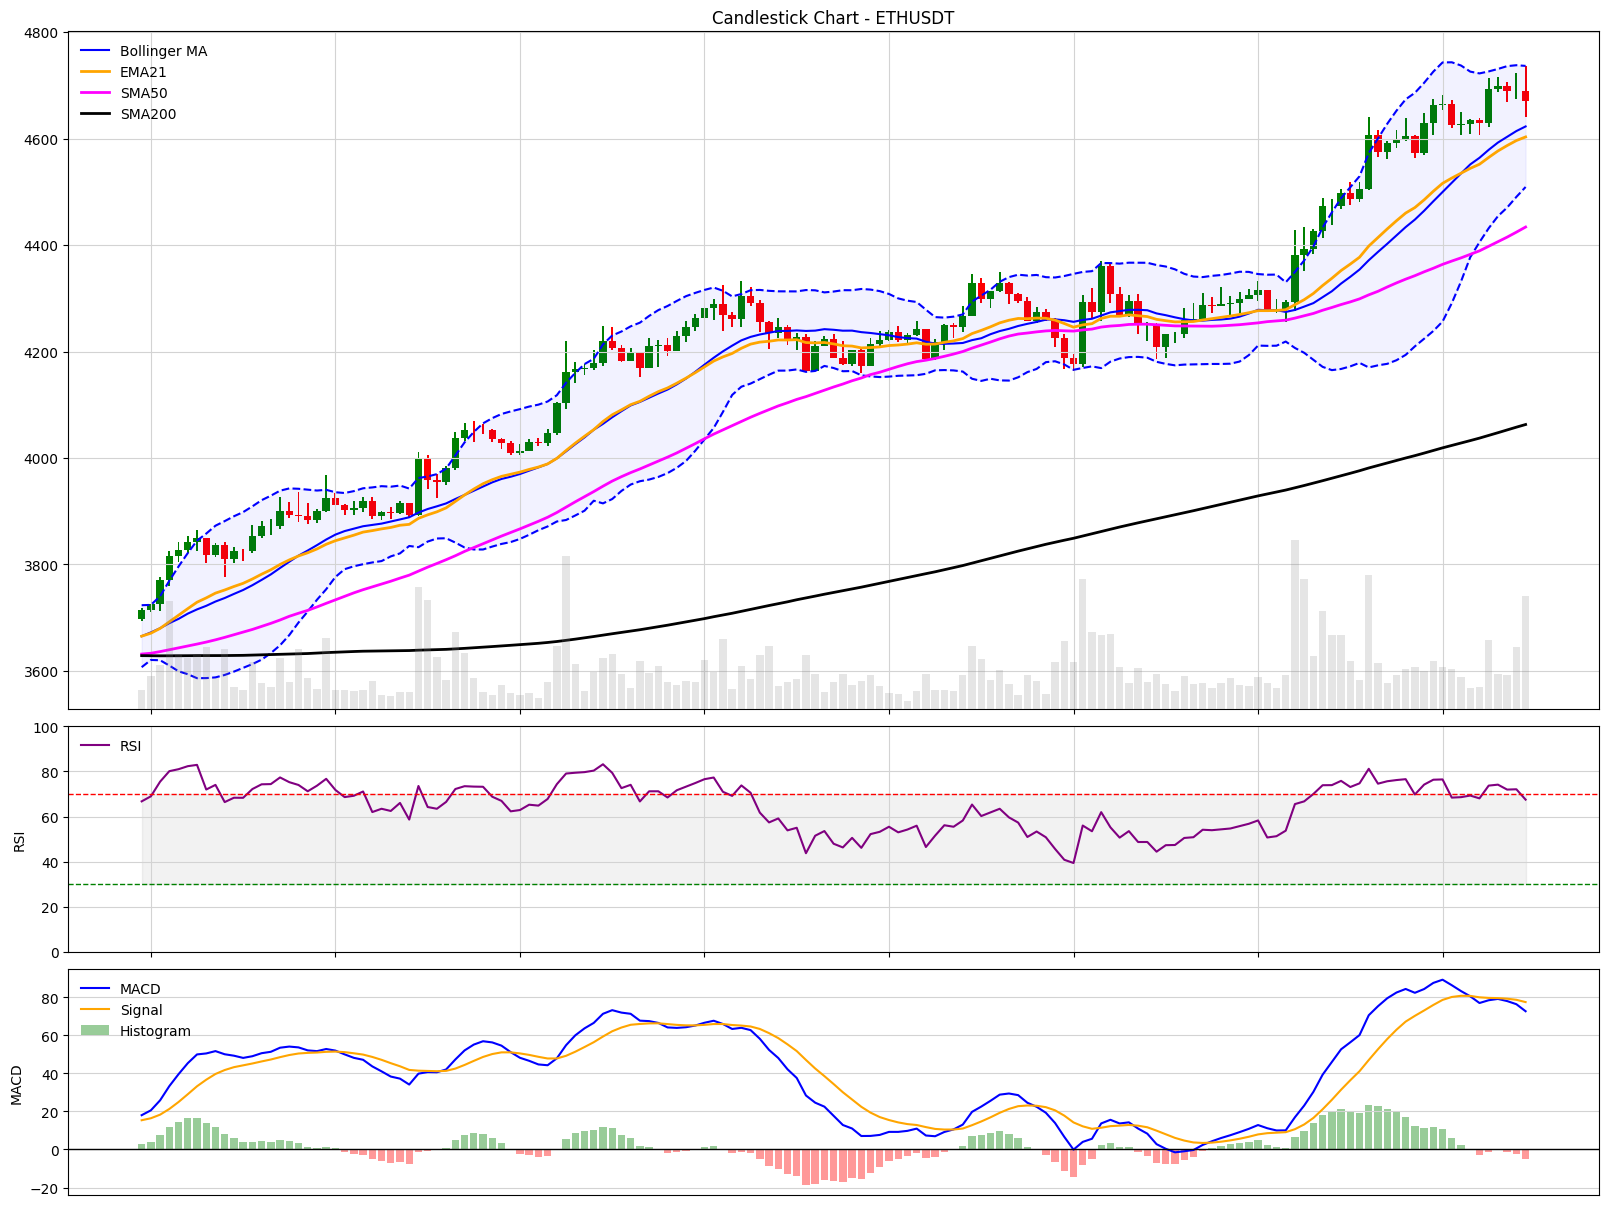 Candlestick Chart - ETHUSDT
4800
4600
4400
4200
4000
3800
3600
Bollinger MA
EMA21
SMA50
SMA200
100
80
60
40
20
0
RSI
RSI
80
60
40
20
0
−20
MACD
MACD
Signal
Histogram